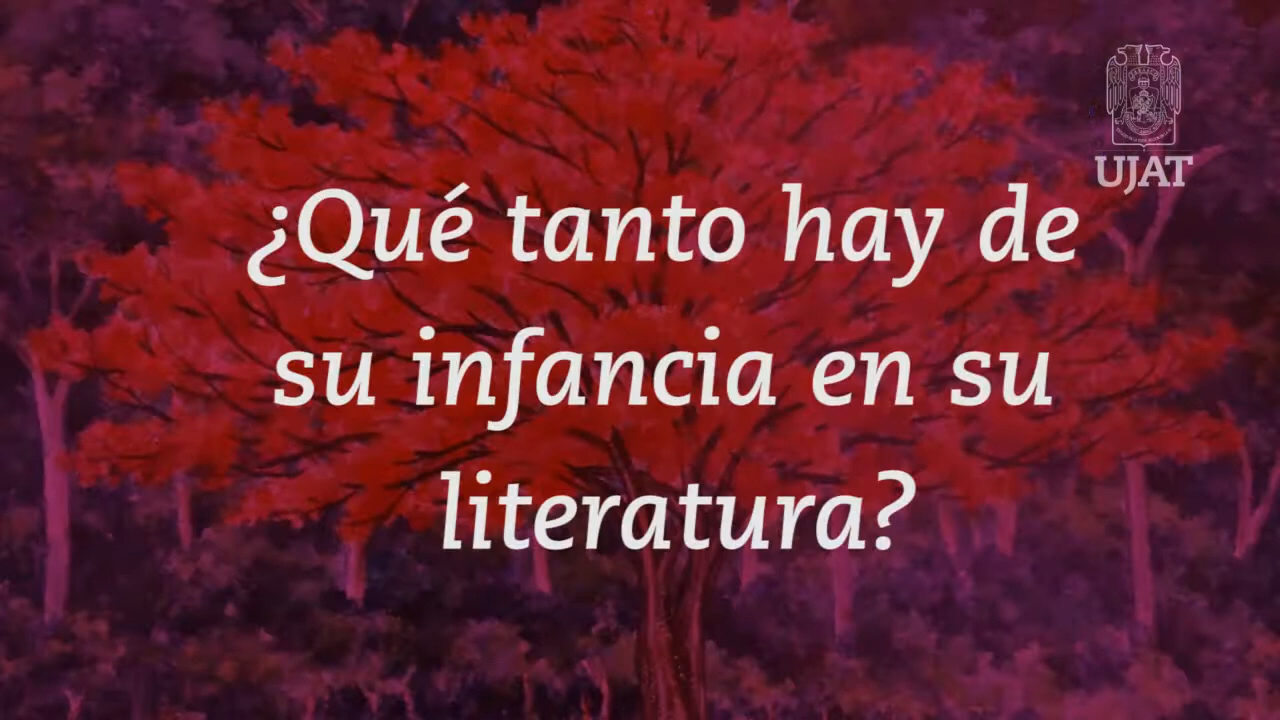 UJAT
¿Qué tanto hay de
su infancia en su
literatura?